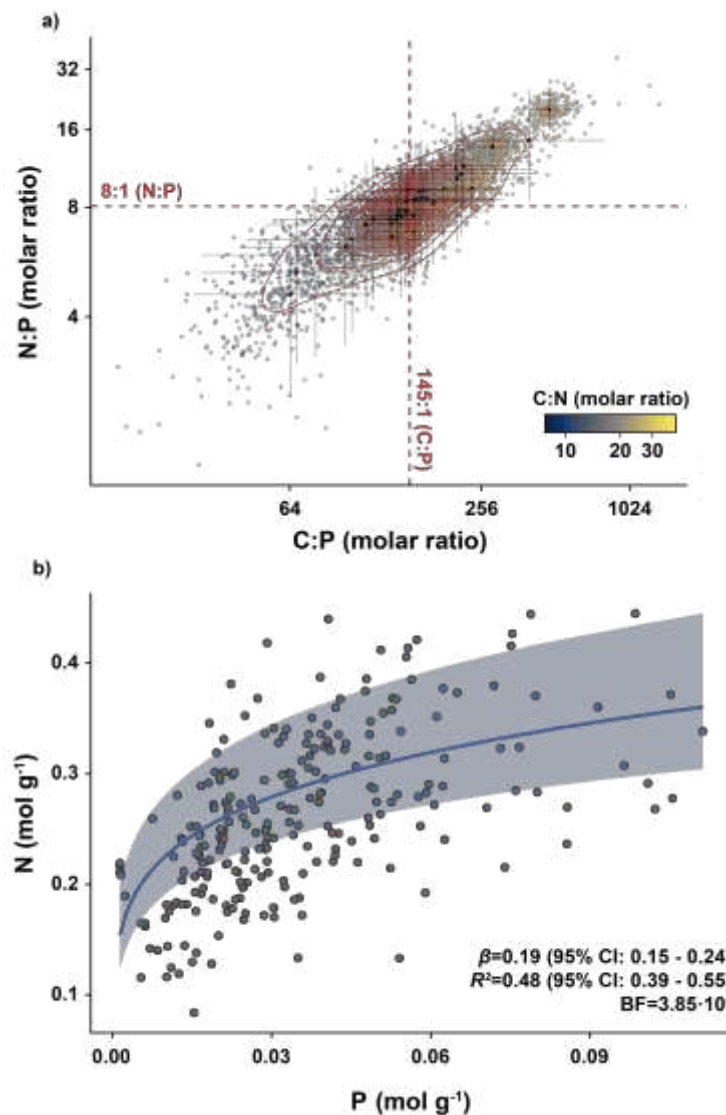 a)
32
16
8:1 (N:P)
8
4
N:P (molar ratio)
145:1 (C:P)
C:N (molar ratio)
10 20 30
64 256 1024
C:P (molar ratio)
b)
0.4
0.3
0.2
0.1
N (mol g⁻¹)
β=0.19 (95% CI: 0.15 - 0.24
R²=0.48 (95% CI: 0.39 - 0.55
BF=3.85·10
0.00 0.03 0.06 0.09
P (mol g⁻¹)